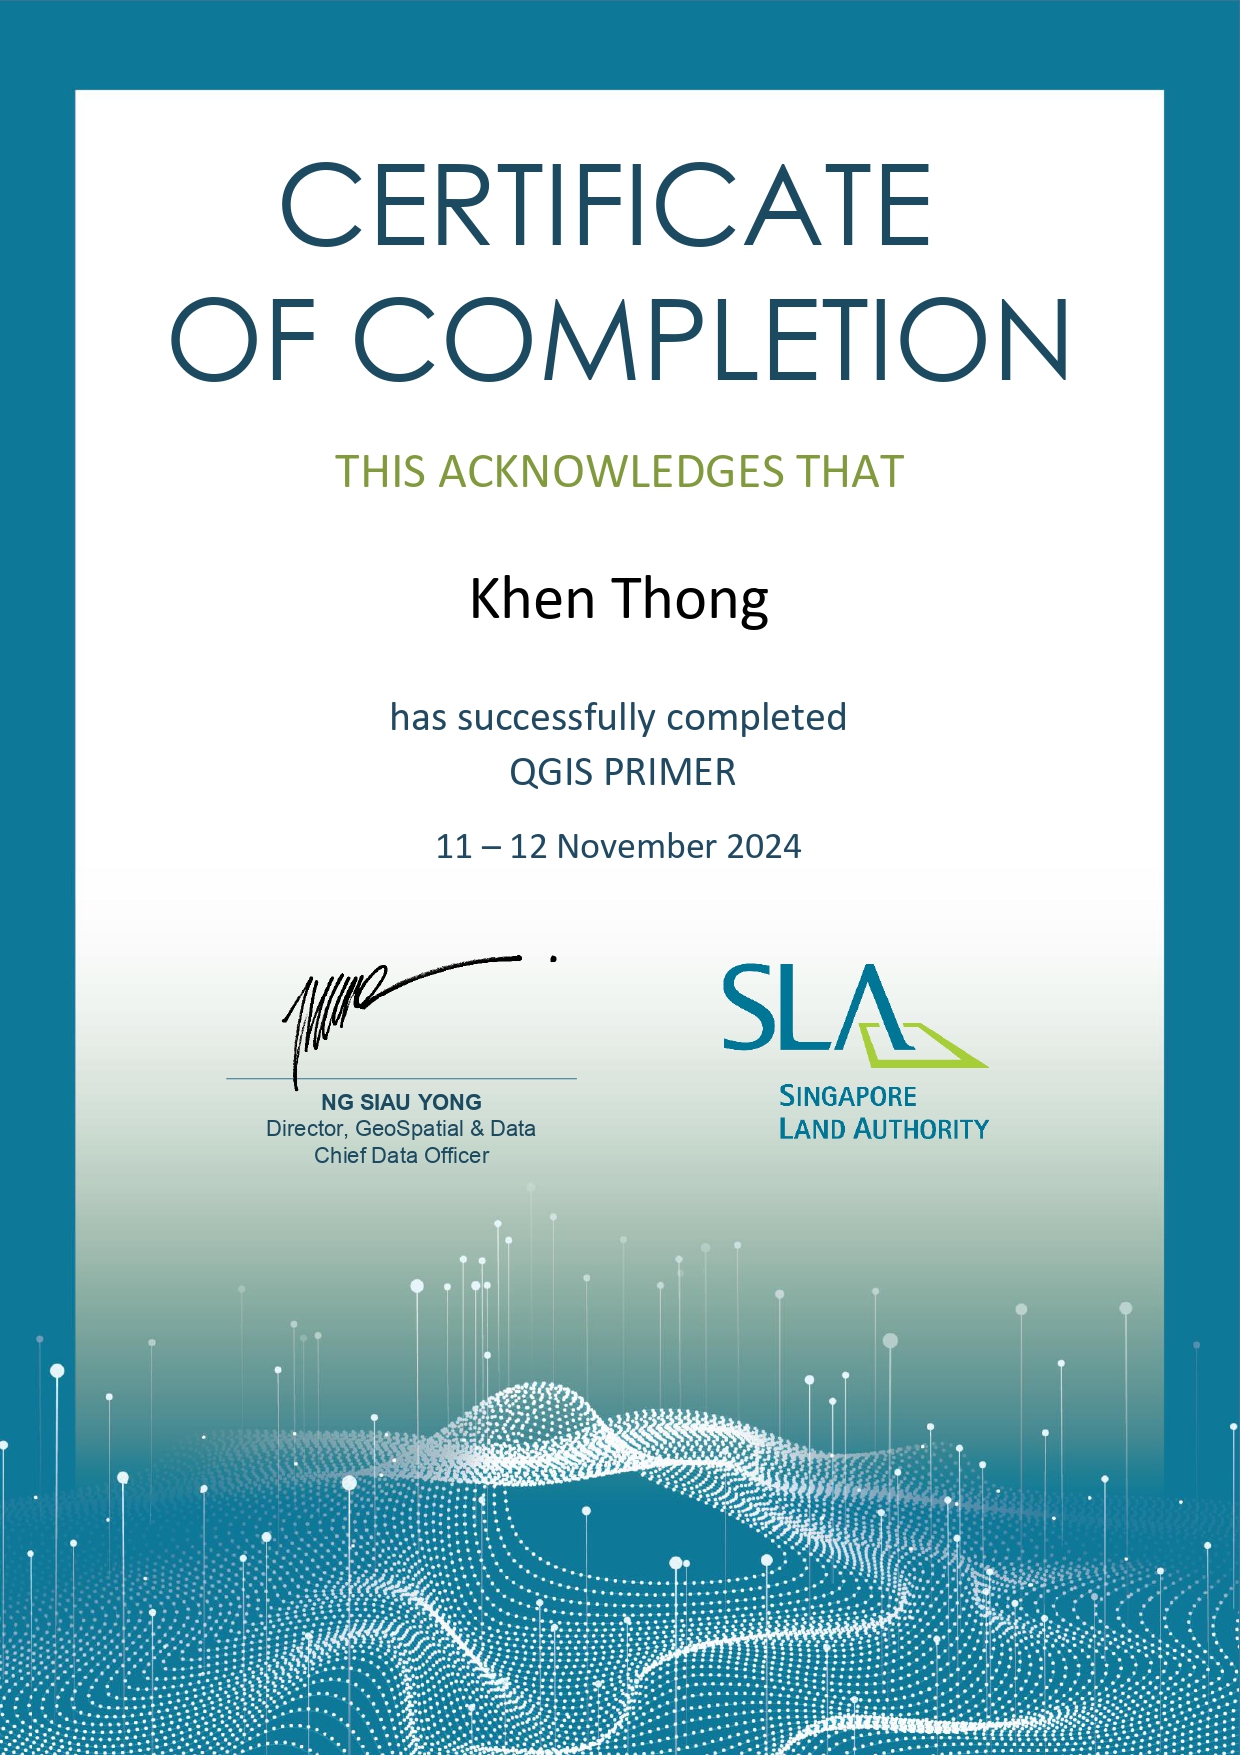 CERTIFICATE
OF COMPLETION
THIS ACKNOWLEDGES THAT
Khen Thong
has successfully completed
QGIS PRIMER
11 – 12 November 2024
NG SIAU YONG
Director, GeoSpatial & Data
Chief Data Officer
SLA
SINGAPORE
LAND AUTHORITY